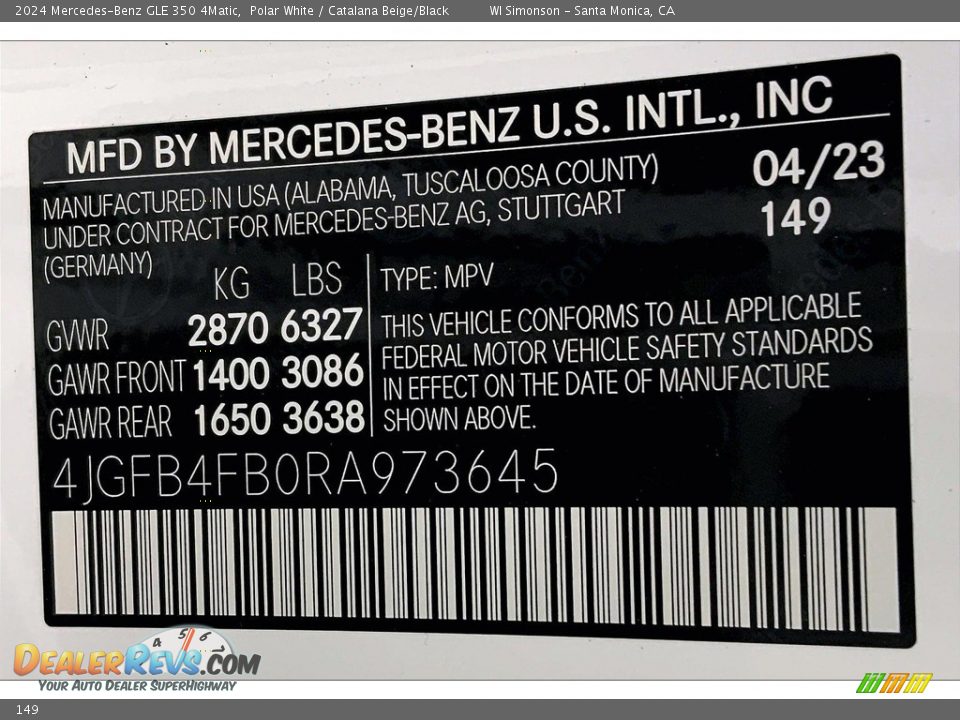 2024 Mercedes-Benz GLE 350 4Matic, Polar White / Catalana Beige/Black WI Simonson - Santa Monica, CA
MFD BY MERCEDES-BENZ U.S. INTL., INC
MANUFACTURED IN USA (ALABAMA, TUSCALOOSA COUNTY) 04/23
UNDER CONTRACT FOR MERCEDES-BENZ AG, STUTTGART 149
(GERMANY)
KG LBS
GVWR 2870 6327
GAWR FRONT 1400 3086
GAWR REAR 1650 3638
TYPE: MPV
THIS VEHICLE CONFORMS TO ALL APPLICABLE
FEDERAL MOTOR VEHICLE SAFETY STANDARDS
IN EFFECT ON THE DATE OF MANUFACTURE
SHOWN ABOVE.
4JGFB4FB0RA973645
4 5 6
DEALERREVS.COM
YOUR AUTO DEALER SUPERHIGHWAY
149